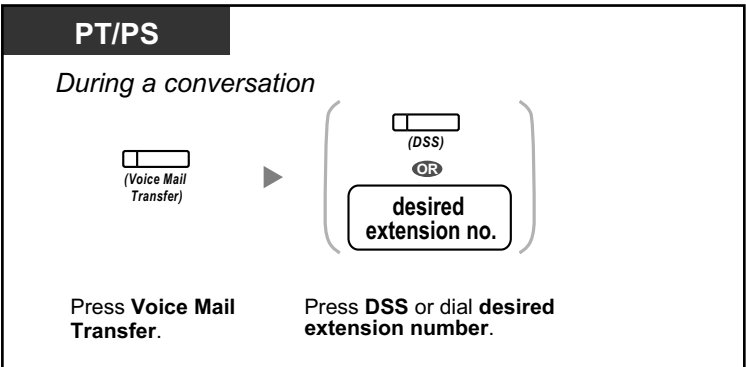 PT/PS
During a conversation
(Voice Mail
Transfer)
(DSS)
OR
desired
extension no.
Press Voice Mail
Transfer.
Press DSS or dial desired
extension number.